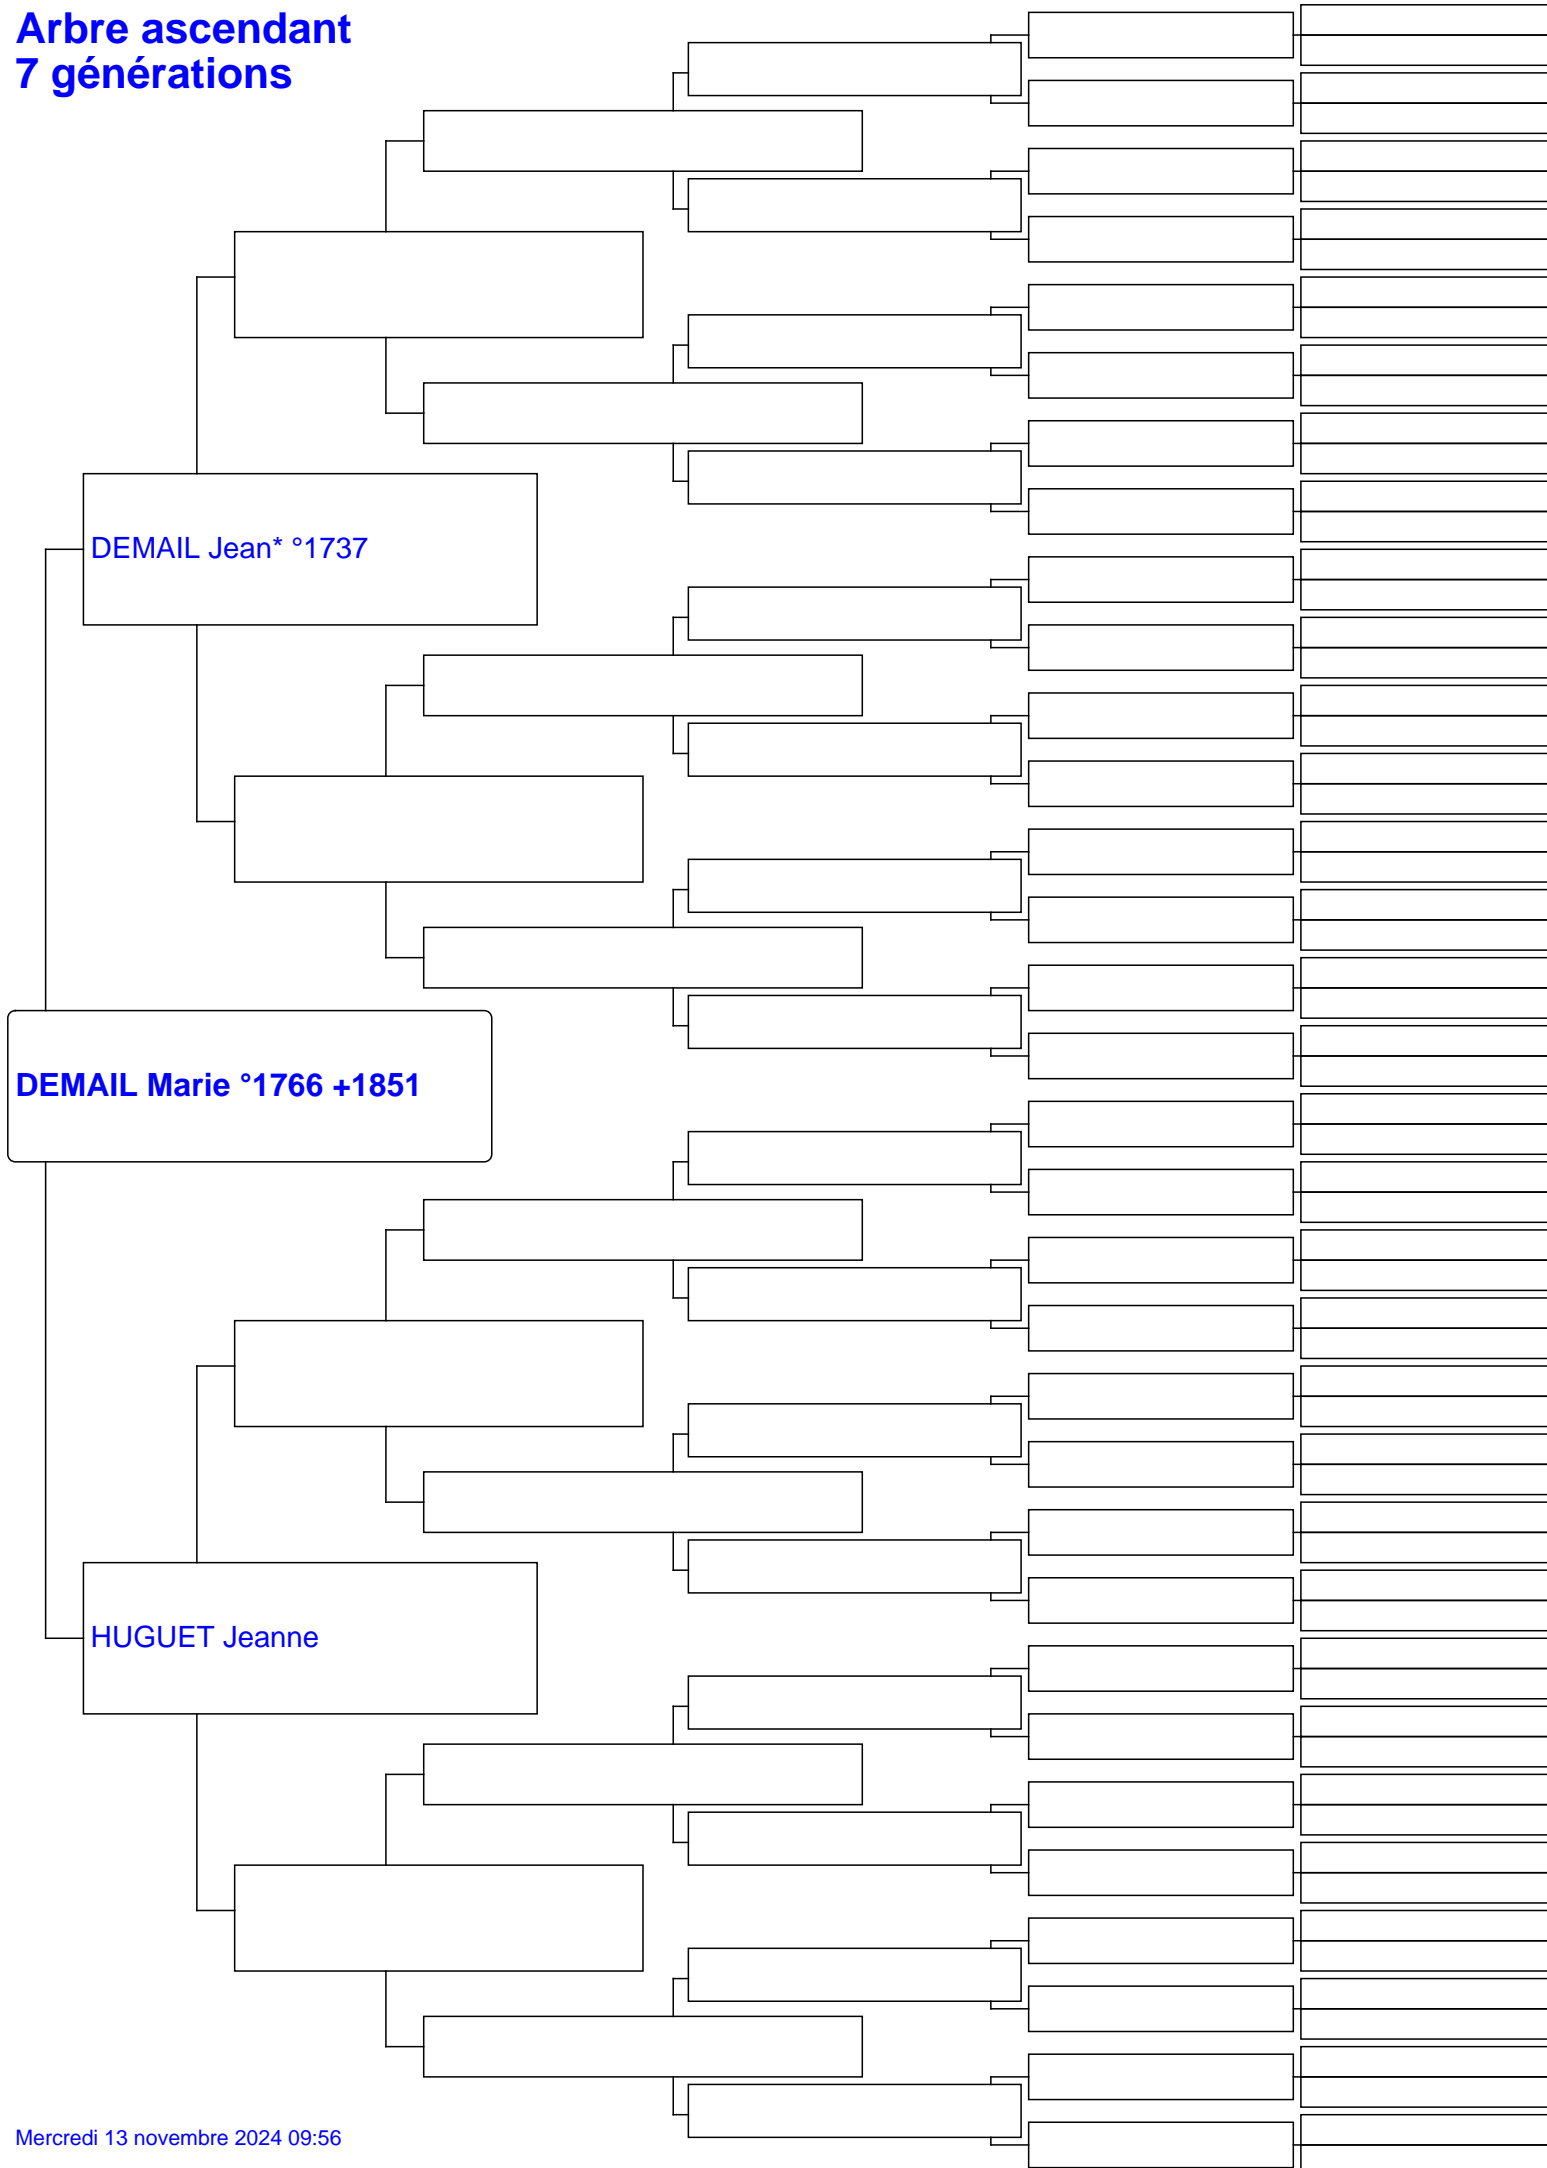 Arbre ascendant
7 générations
DEMAIL Jean* °1737
DEMAIL Marie °1766 +1851
HUGUET Jeanne
Mercredi 13 novembre 2024 09:56